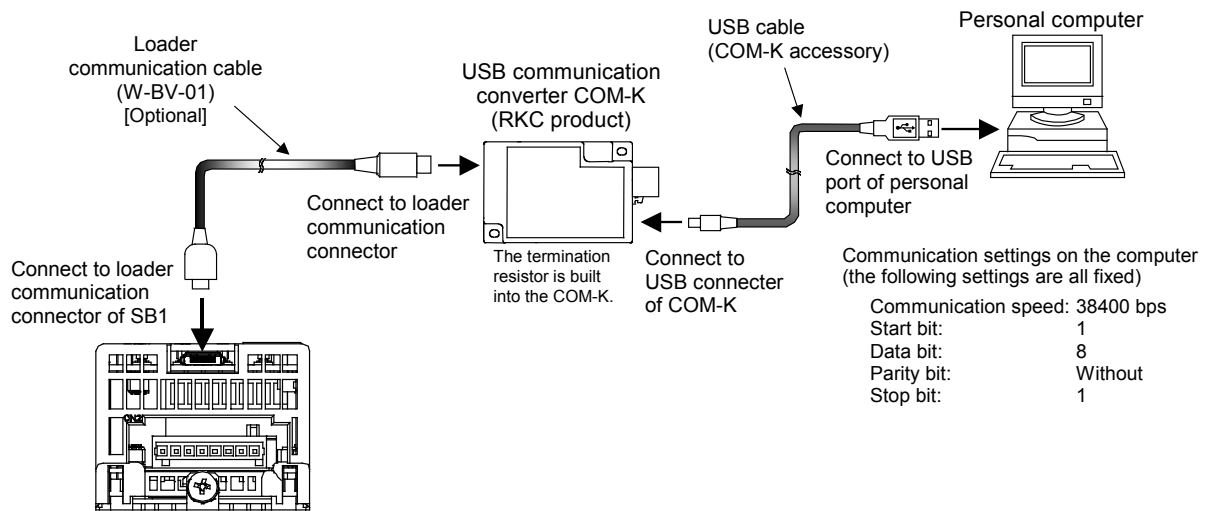 Loader
communication cable
(W-BV-01)
[Optional]
USB communication
converter COM-K
(RKC product)
USB cable
(COM-K accessory)
Personal computer
Connect to loader
communication
connector
Connect to USB
port of personal
computer
Connect to loader
communication
connector of SB1
The termination
resistor is built
into the COM-K.
Connect to
USB connecter
of COM-K
Communication settings on the computer
(the following settings are all fixed)
Communication speed: 38400 bps
Start bit: 1
Data bit: 8
Parity bit: Without
Stop bit: 1
CN2